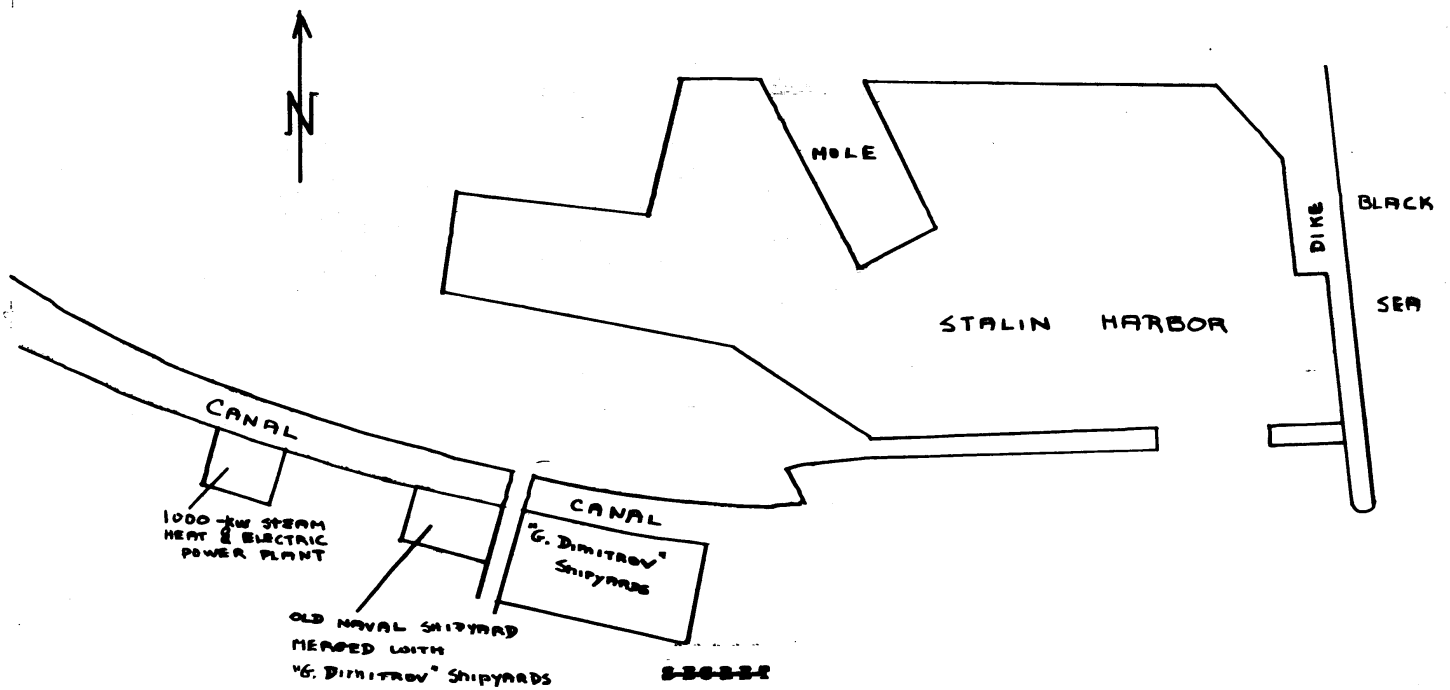 N
MOLE
DIKE
BLACK
SEA
STALIN HARBOR
CANAL
CANAL
1000-KW STEAM
HEAT & ELECTRIC
POWER PLANT
"G. DIMITROV"
SHIPYARDS
OLD NAVAL SHIPYARD
MERGED WITH
"G. DIMITROV" SHIPYARDS
SECRET